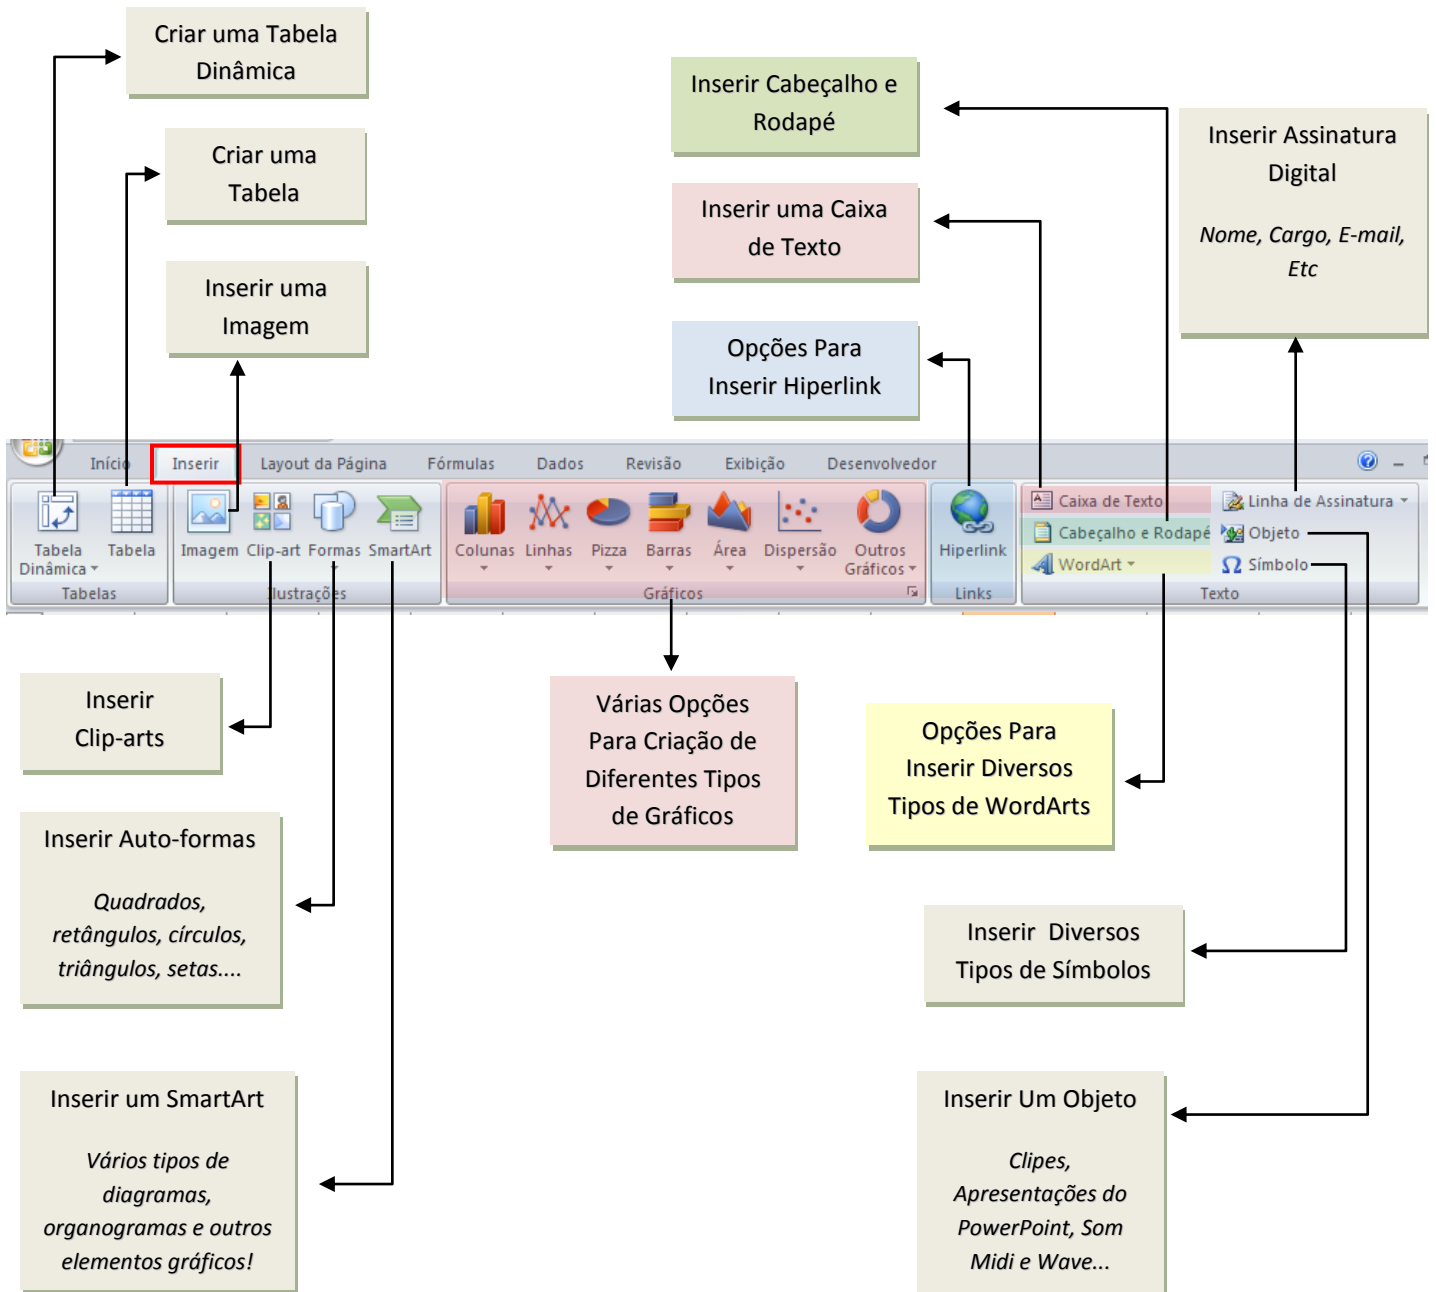 Criar uma Tabela
Dinâmica
Criar uma
Tabela
Inserir uma
Imagem
Inserir Cabeçalho e
Rodapé
Inserir uma Caixa
de Texto
Opções Para
Inserir Hiperlink
Inserir Assinatura
Digital
Nome, Cargo, E-mail,
Etc
Início Inserir Layout da Página Fórmulas Dados Revisão Exibição Desenvolvedor
Tabela
Dinâmica
Tabela
Tabelas
Imagem
Clip-art
Formas
SmartArt
Ilustrações
Colunas
Linhas
Pizza
Barras
Área
Dispersão
Outros
Gráficos
Gráficos
Hiperlink
Links
Caixa de Texto
Cabeçalho e Rodapé
WordArt
Linha de Assinatura
Objeto
Símbolo
Texto
Inserir
Clip-arts
Inserir Auto-formas
Quadrados,
retângulos, círculos,
triângulos, setas....
Inserir um SmartArt
Vários tipos de
diagramas,
organogramas e outros
elementos gráficos!
Várias Opções
Para Criação de
Diferentes Tipos
de Gráficos
Opções Para
Inserir Diversos
Tipos de WordArts
Inserir Diversos
Tipos de Símbolos
Inserir Um Objeto
Clipes,
Apresentações do
PowerPoint, Som
Midi e Wave...